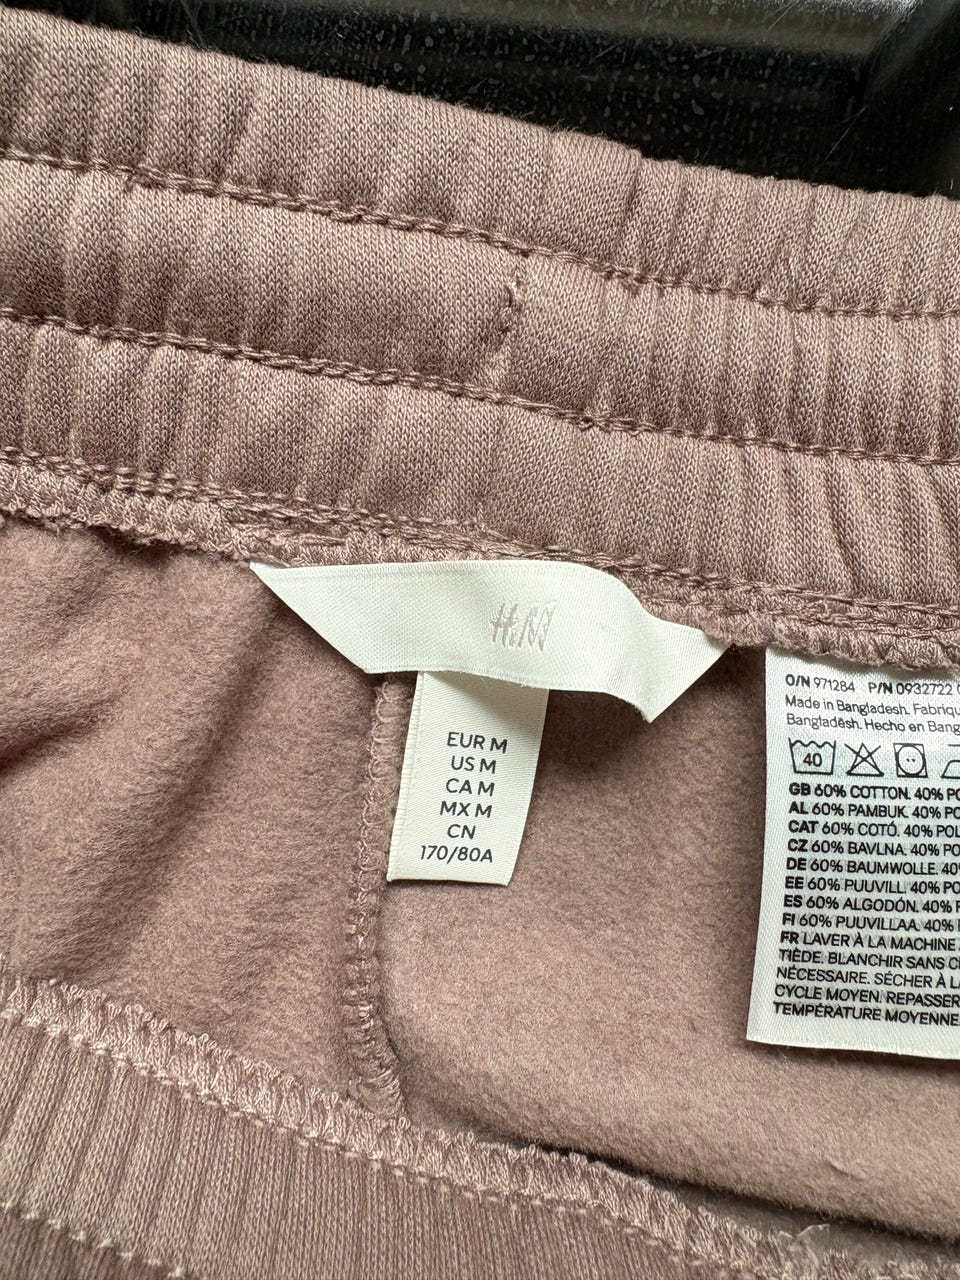 H&M
EUR M
US M
CA M
MX M
CN
170/80A
O/N 971284 P/N 0932722
Made in Bangladesh. Fabriqu
Bangladesh. Hecho en Bang
40
GB 60% COTTON. 40% PO
AL 60% PAMBUK. 40% PO
CAT 60% COTÓ. 40% POL
CZ 60% BAVLNA. 40% PO
DE 60% BAUMWOLLE. 40
EE 60% PUUVILL. 40% PO
ES 60% ALGODÓN. 40% P
FI 60% PUUVILLAA. 40% 
FR LAVER À LA MACHINE
TIÈDE. BLANCHIR SANS C
NÉCESSAIRE. SÉCHER À L
CYCLE MOYEN. REPASSER
TEMPÉRATURE MOYENNE.